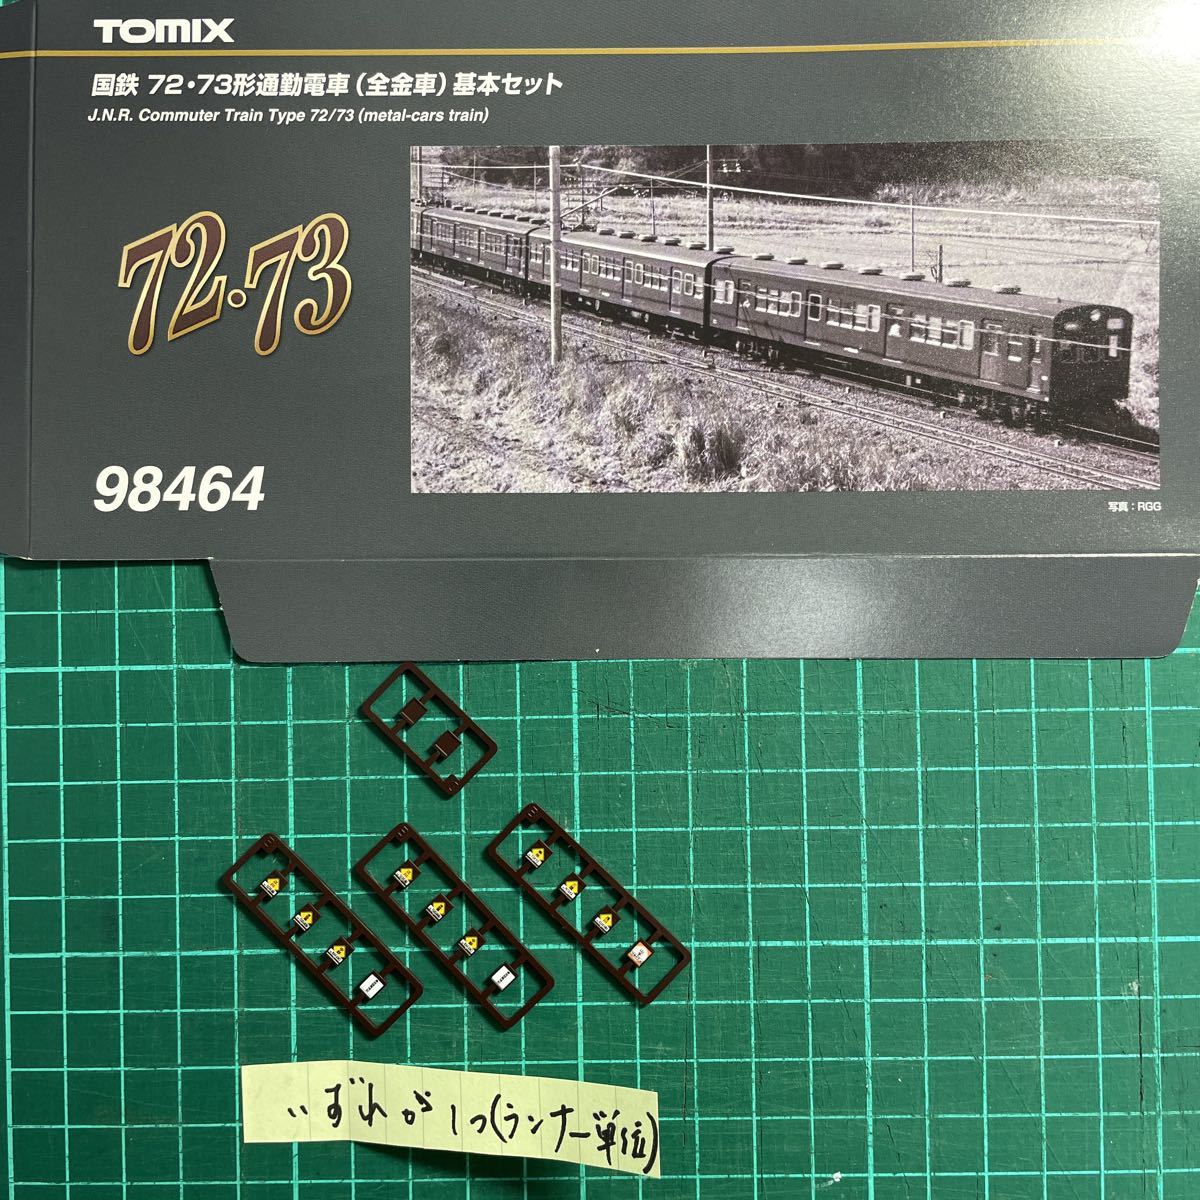 TOMIX
国鉄 72・73形通勤電車(全金車)基本セット
J.N.R. Commuter Train Type 72/73 (metal-cars train)
72・73
98464
写真:RGG
いずれが1つ(ランナー単位)